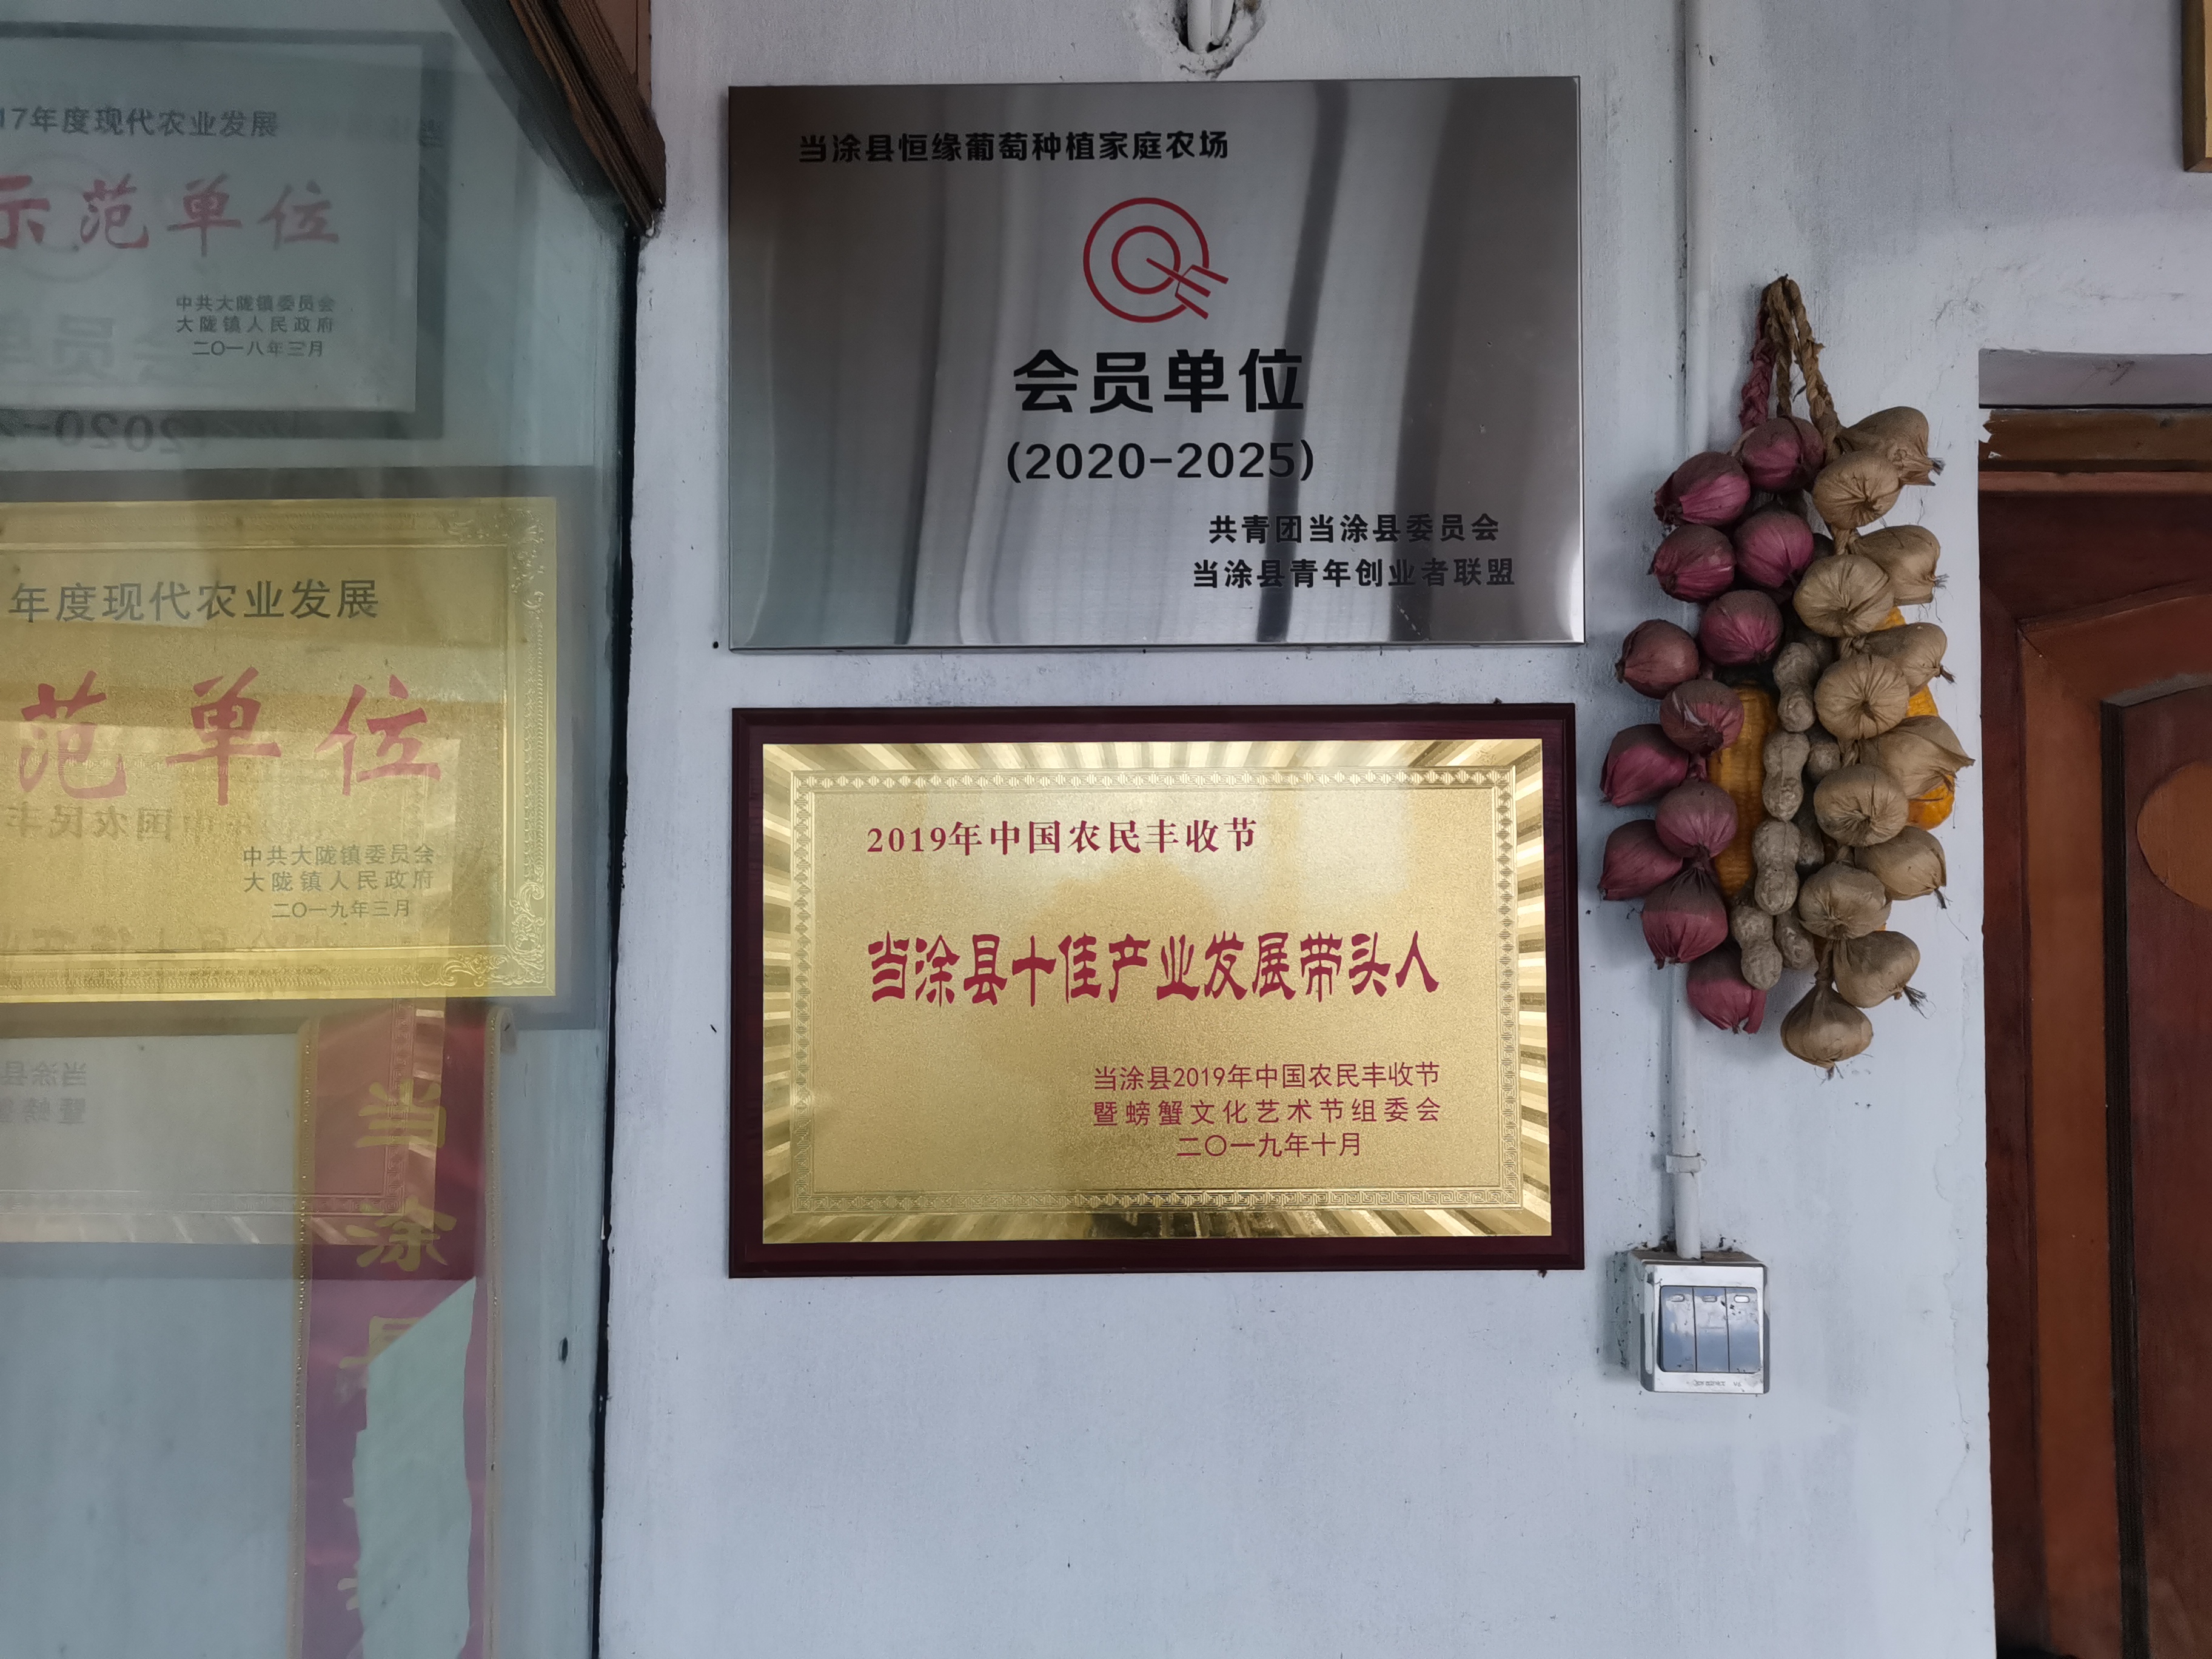 17年度现代农业发展
示范单位
中共大陇镇委员会
大陇镇人民政府
二〇一八年三月
年度现代农业发展
范单位
中共大陇镇委员会
大陇镇人民政府
二〇一九年三月
当涂县
当涂县恒缘葡萄种植家庭农场
会员单位
(2020-2025)
共青团当涂县委员会
当涂县青年创业者联盟
2019年中国农民丰收节
当涂县十佳产业发展带头人
当涂县2019年中国农民丰收节
暨螃蟹文化艺术节组委会
二〇一九年十月